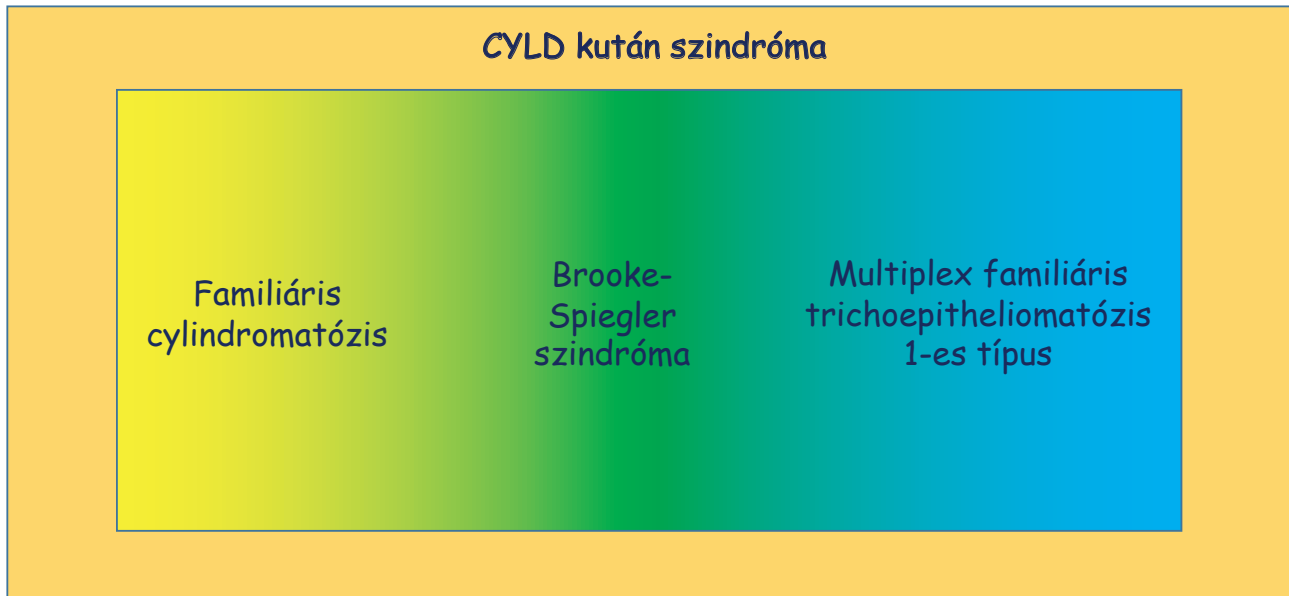 CYLD kután szindróma
Familiáris
cylindromatózis
Brooke-
Spiegler
szindróma
Multiplex familiáris
trichoepitheliomatózis
1-es típus